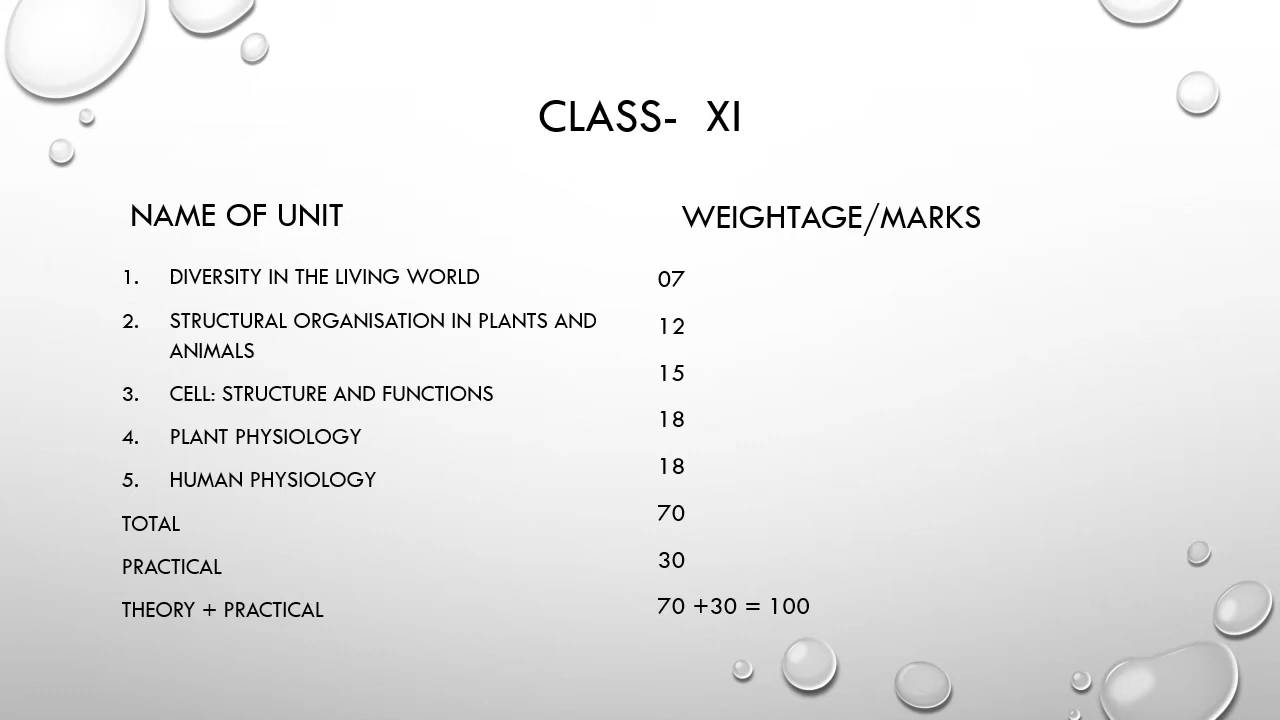 CLASS- XI
NAME OF UNIT
1. DIVERSITY IN THE LIVING WORLD
2. STRUCTURAL ORGANISATION IN PLANTS AND
ANIMALS
3. CELL: STRUCTURE AND FUNCTIONS
4. PLANT PHYSIOLOGY
5. HUMAN PHYSIOLOGY
TOTAL
PRACTICAL
THEORY + PRACTICAL
WEIGHTAGE/MARKS
07
12
15
18
18
70
30
70 +30 = 100